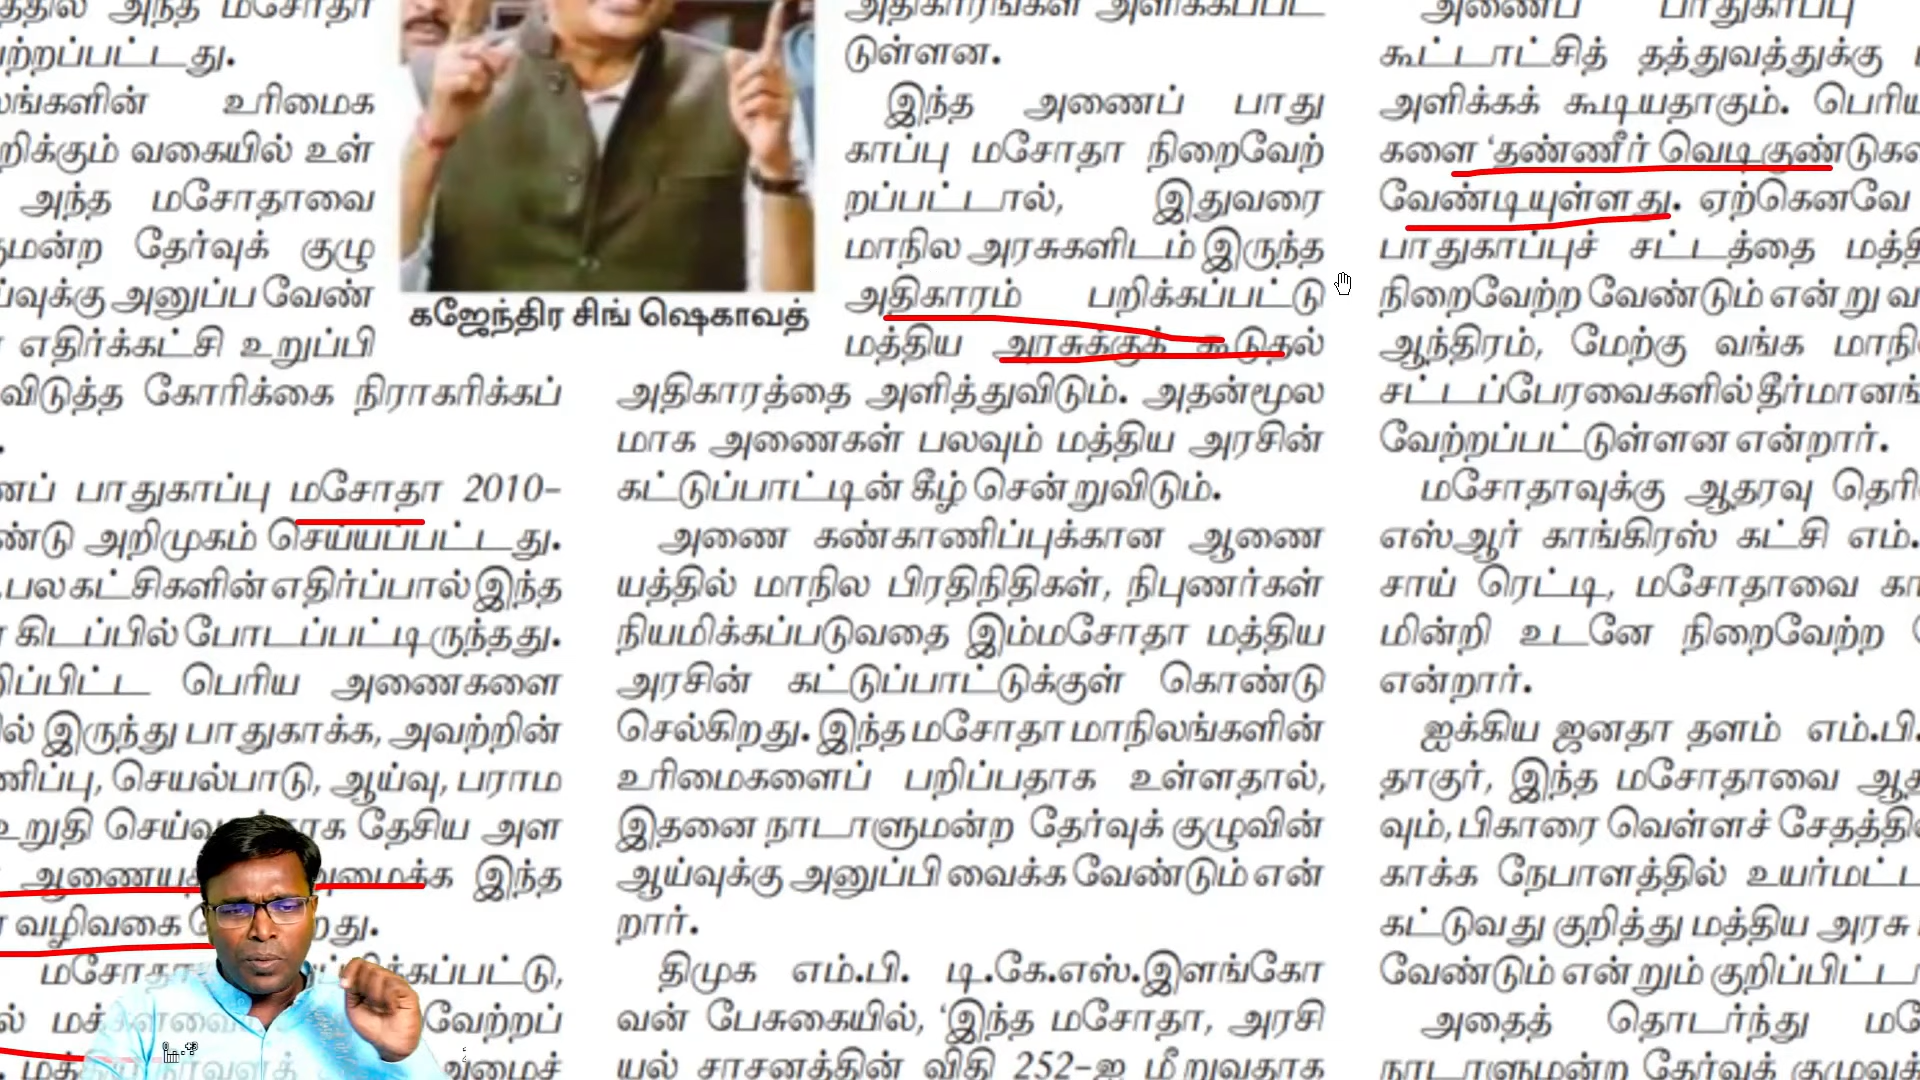 த்தில் அந்த மசோதா
ற்றப்பட்டது.
உரிமைக
றிக்கும் வகையில் உள்
அந்த மசோதாவை
தேர்வுக் குழு
அனுப்ப வேண்
எதிர்க்கட்சி உறுப்பி
விடுத்த கோரிக்கை நிராகரிக்கப்
பாதுகாப்பு மசோதா 2010-
அறிமுகம் செய்யப்பட்டது.
பல கட்சிகளின் எதிர்ப்பால் இந்த
கிடப்பில் போடப்பட்டிருந்தது.
பெரிய அணைகளை
இருந்து பாதுகாக்க, அவற்றின்
செயல்பாடு, ஆய்வு, பராம
உறுதி தேசிய அள
இந்த
வழிவகை
கஜேந்திர சிங் ஷெகாவத்
டுள்ளன.
இந்த அணைப் பாது
காப்பு மசோதா நிறைவேற்
றப்பட்டால், இதுவரை
மாநில அரசுகளிடம் இருந்த
அதிகாரம் பறிக்கப்பட்டு
மத்திய அரசுக்குக் கூடுதல்
அதிகாரத்தை அளித்துவிடும். அதன்மூல
மாக அணைகள் பலவும் மத்திய அரசின்
கட்டுப்பாட்டின் கீழ் சென்றுவிடும்.
அணை கண்காணிப்புக்கான ஆணை
யத்தில் மாநில பிரதிநிதிகள், நிபுணர்கள்
நியமிக்கப்படுவதை இம்மசோதா மத்திய
அரசின் கட்டுப்பாட்டுக்குள் கொண்டு
செல்கிறது. இந்த மசோதா மாநிலங்களின்
உரிமைகளைப் பறிப்பதாக உள்ளதால்,
இதனை நாடாளுமன்ற தேர்வுக் குழுவின்
ஆய்வுக்கு அனுப்பி வைக்க வேண்டும் என்
றார்.
திமுக எம்.பி. டி.கே.எஸ்.இளங்கோ
வன் பேசுகையில், 'இந்த மசோதா, அரசி
யல் சாசனத்தின் விதி 252-ஐ மீறுவதாக
அணைப் பாதுகாப்பு
கூட்டாட்சித் தத்துவத்துக்கு
அளிக்கக் கூடியதாகும். பெரிய
களை 'தண்ணீர் வெடிகுண்டுகள
வேண்டியுள்ளது. ஏற்கெனவே
பாதுகாப்புச் சட்டத்தை மத்தி
நிறைவேற்ற வேண்டும் என்று
ஆந்திரம், மேற்கு வங்க மாநி
சட்டப்பேரவைகளில் தீர்மானங்
வேற்றப்பட்டுள்ளன என்றார்.
மசோதாவுக்கு ஆதரவு தெரி
எஸ்ஆர் காங்கிரஸ் கட்சி எம்.
சாய் ரெட்டி, மசோதாவை கா
மின்றி உடனே நிறைவேற்ற
என்றார்.
ஐக்கிய ஜனதா தளம் எம்.பி.
தாகுர், இந்த மசோதாவை ஆத
வும், பிகாரை வெள்ளச் சேதத்தி
காக்க நேபாளத்தில் உயர்மட்ட
கட்டுவது குறித்து மத்திய அரசு
வேண்டும் என்றும் குறிப்பிட்டா
அதைத் தொடர்ந்து மசோ
நாடாளுமன்ற தேர்வுக் குழுவுக்